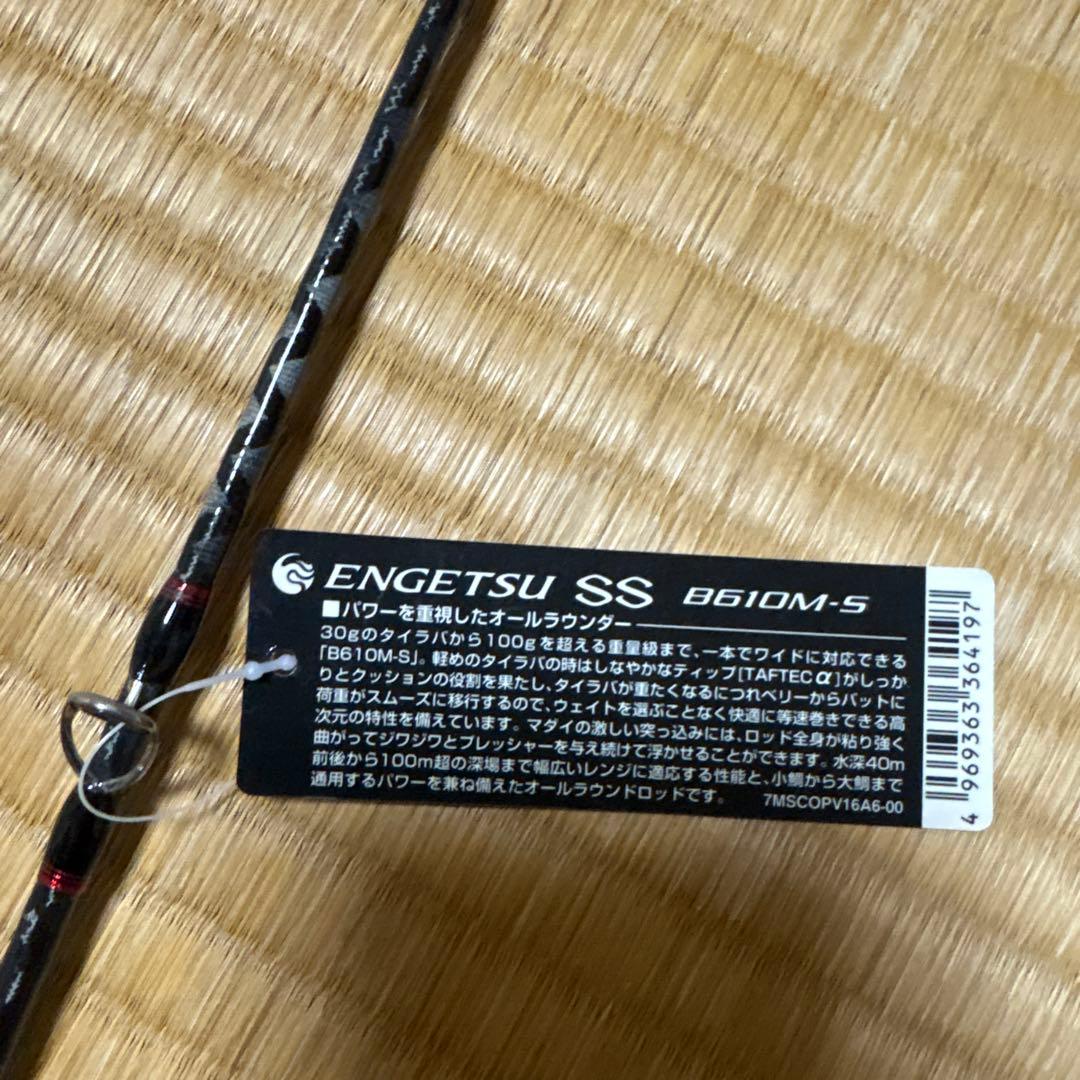 ENGETSU SS B610M-S
■パワーを重視したオールラウンダー
30gのタイラバから100gを超える重量級まで、一本でワイドに対応できる
「B610M-S」。軽めのタイラバの時はしなやかなティップ[TAFTECα]がしっか
りとクッションの役割を果たし、タイラバが重たくなるにつれベリーからバットに
荷重がスムーズに移行するので、ウェイトを選ぶことなく快適に等速巻きできる高
次元の特性を備えています。マダイの激しい突っ込みには、ロッド全身が粘り強く
曲がってジワジワとプレッシャーを与え続けて浮かせることができます。水深40m
前後から100m超の深場まで幅広いレンジに適応する性能と、小鯛から大鯛まで
通用するパワーを兼ね備えたオールラウンドロッドです。 7MSCOPV16A6-00
4 969363 364197